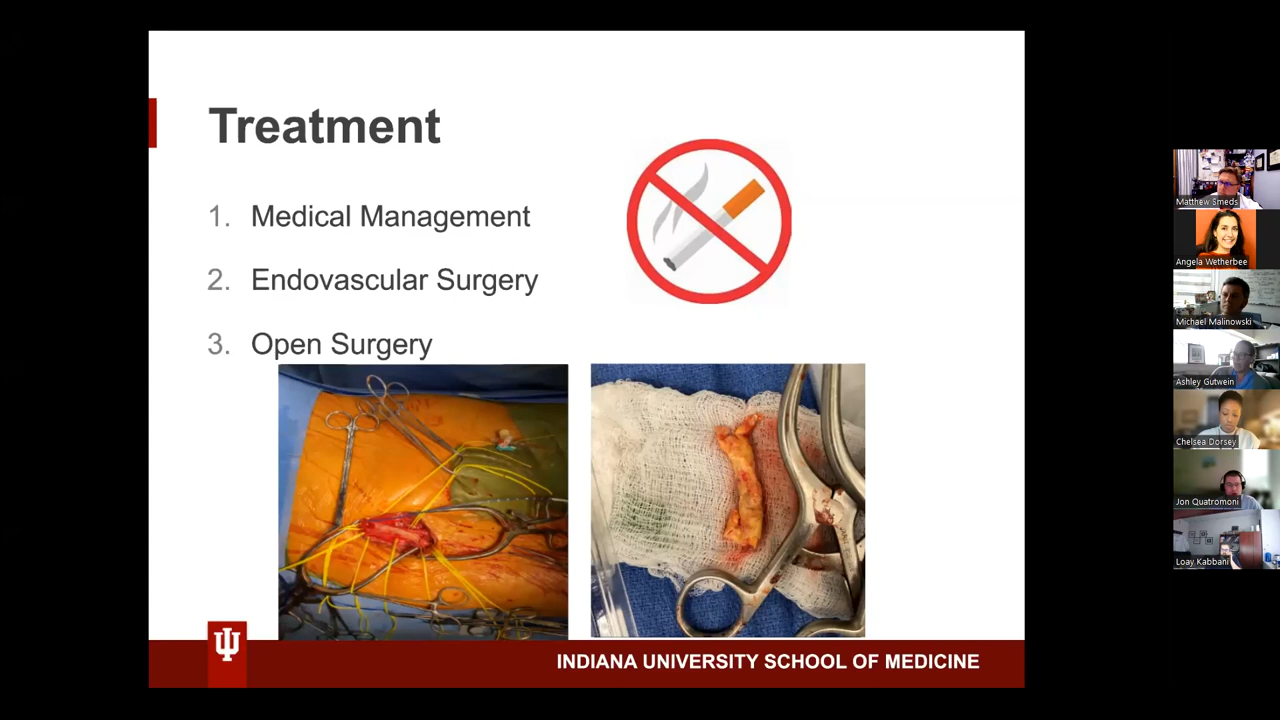 Treatment
1. Medical Management
2. Endovascular Surgery
3. Open Surgery
INDIANA UNIVERSITY SCHOOL OF MEDICINE
Matthew Smeds
Angela Wetherbee
Michael Malinowski
Ashley Gutwein
Chelsea Dorsey
Jon Quatromoni
Loay Kabbani